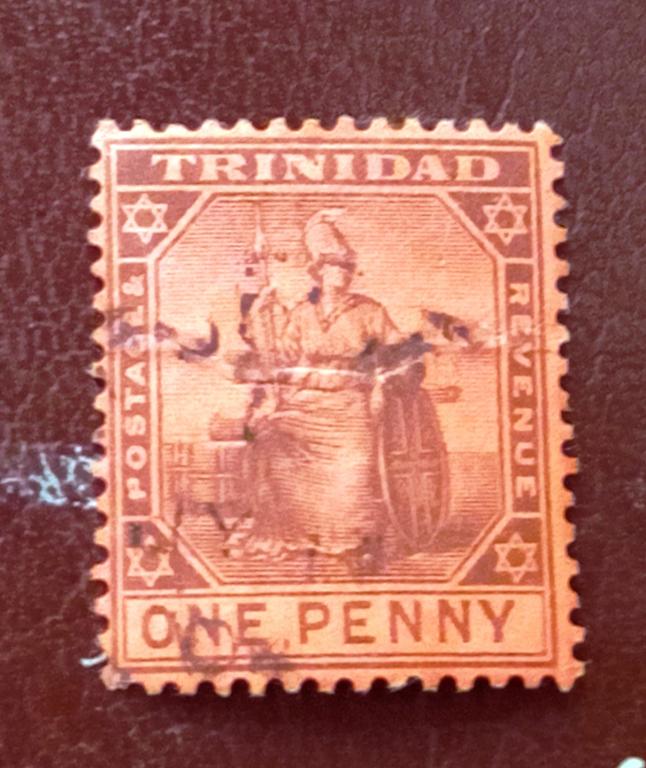 TRINIDAD
POSTAGE &
REVENUE
ONE PENNY